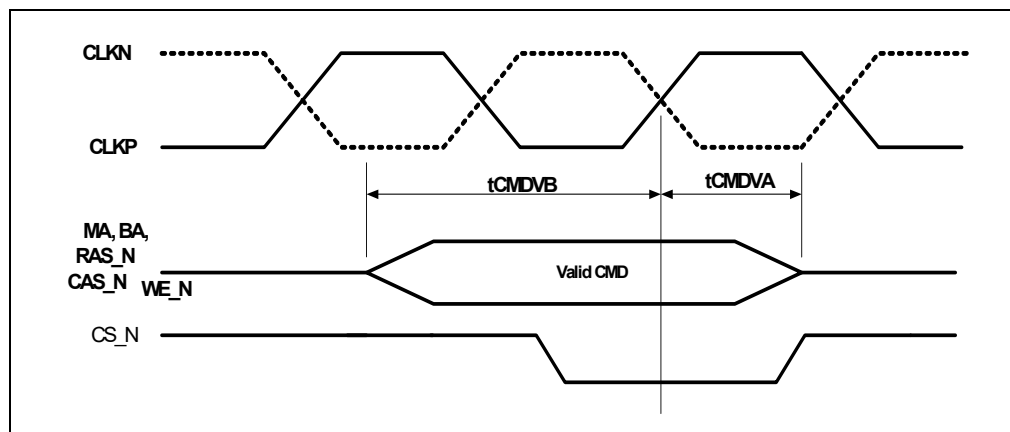 CLKN
CLKP
tCMDVB
tCMDVA
MA, BA,
RAS_N
CAS_N
WE_N
Valid CMD
CS_N